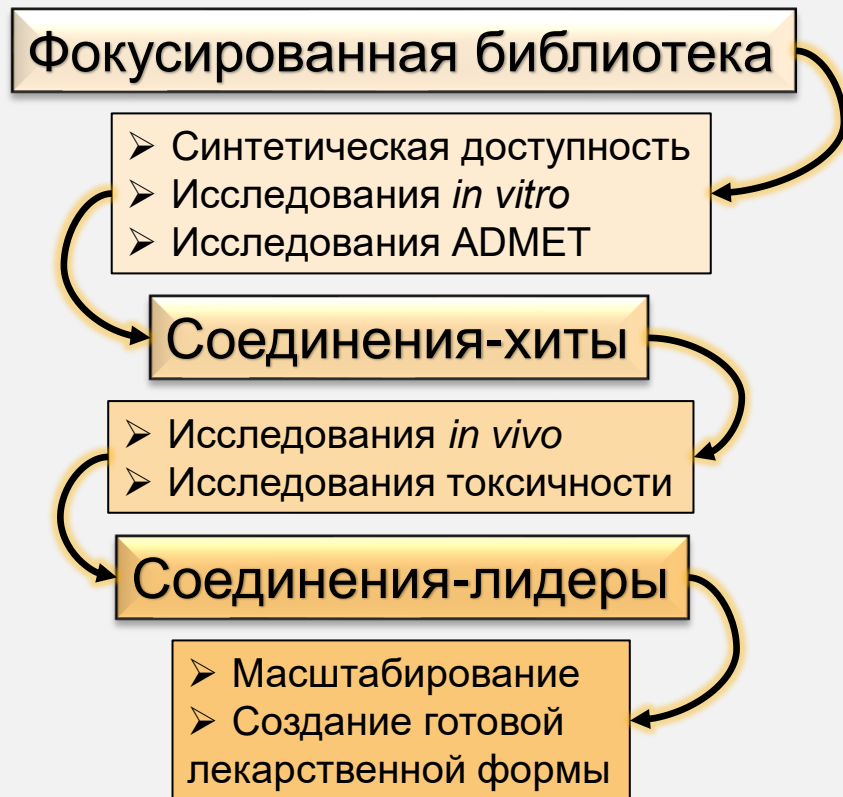 Фокусированная библиотека
➢ Синтетическая доступность
➢ Исследования in vitro
➢ Исследования ADMET
Соединения-хиты
➢ Исследования in vivo
➢ Исследования токсичности
Соединения-лидеры
➢ Масштабирование
➢ Создание готовой
лекарственной формы